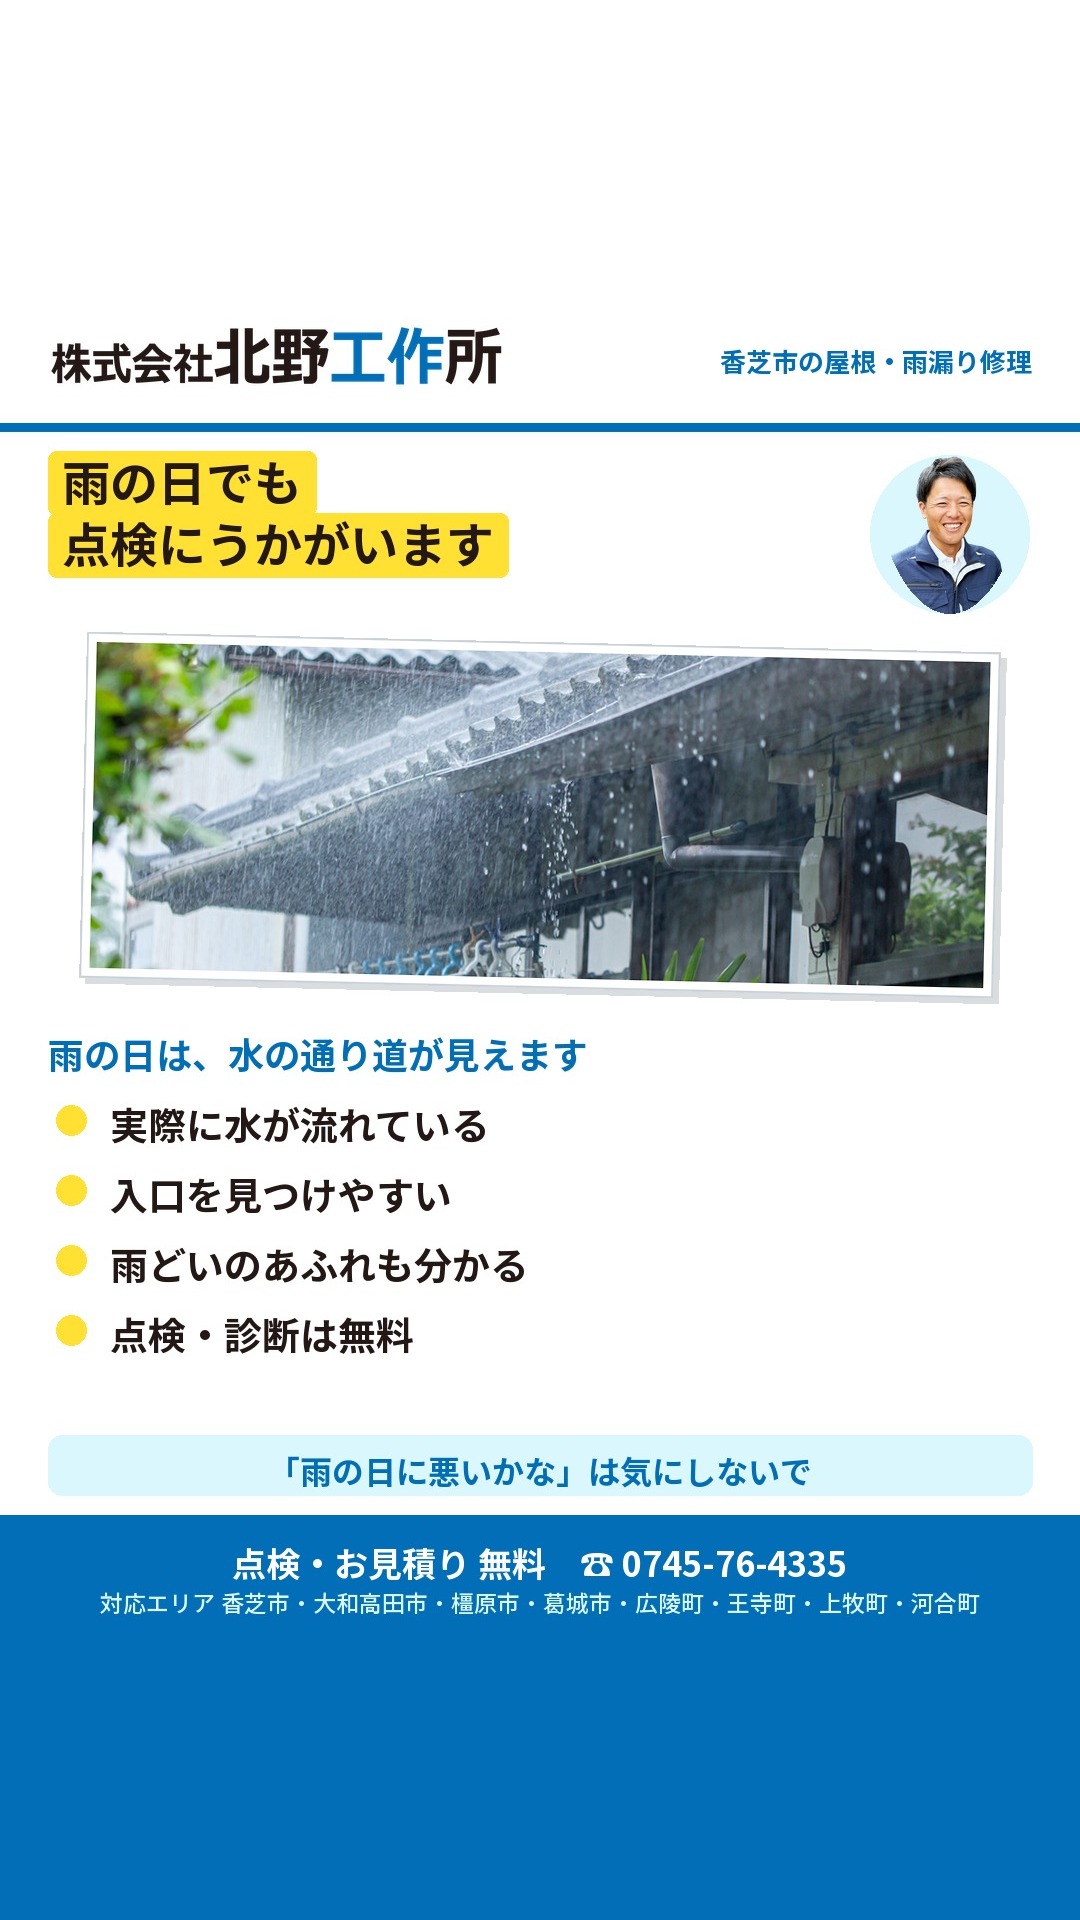 株式会社北野工作所
香芝市の屋根・雨漏り修理
雨の日でも
点検にうかがいます
雨の日は、水の通り道が見えます
実際に水が流れている
入口を見つけやすい
雨どいのあふれも分かる
点検・診断は無料
「雨の日に悪いかな」は気にしないで
点検・お見積り 無料　☎ 0745-76-4335
対応エリア 香芝市・大和高田市・橿原市・葛城市・広陵町・王寺町・上牧町・河合町